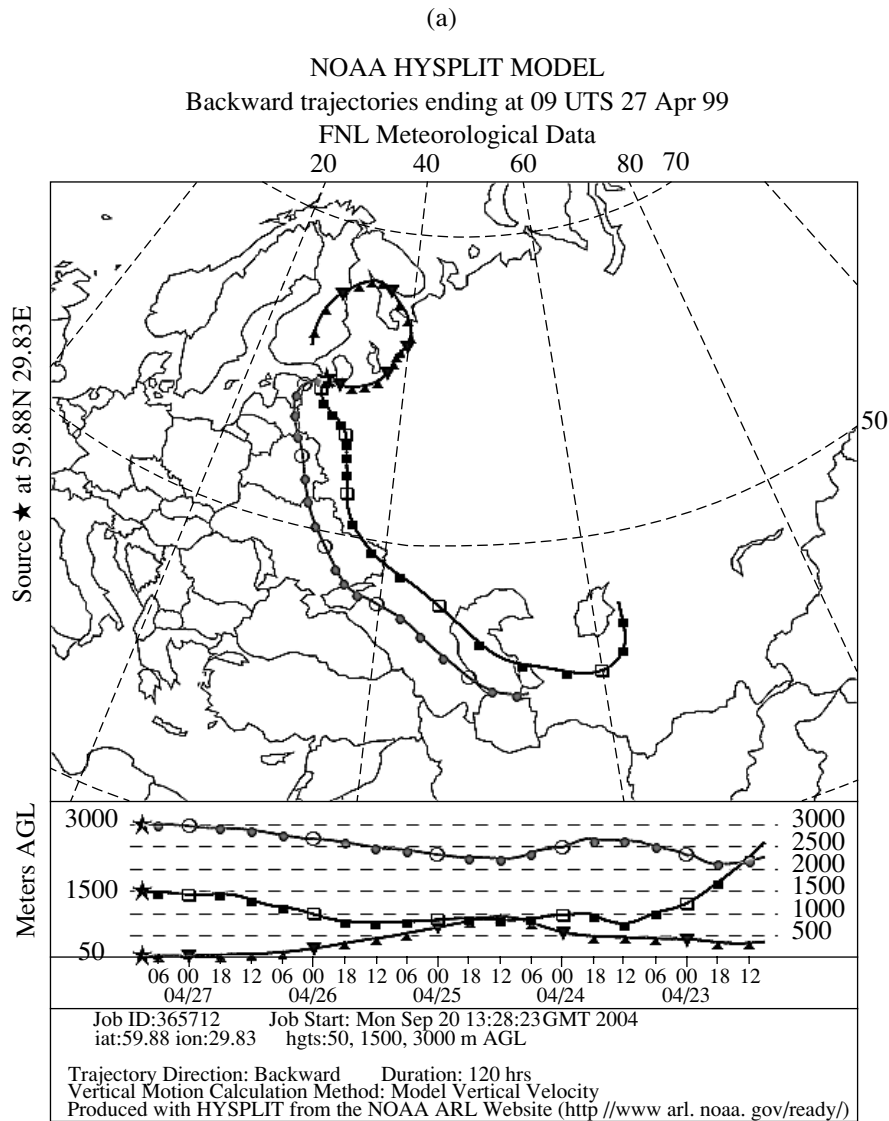 (a)
NOAA HYSPLIT MODEL
Backward trajectories ending at 09 UTS 27 Apr 99
FNL Meteorological Data
20 30 40 60 80 70
50
Source ★ at 59.88N 29.83E
Meters AGL
3000 3000
2500
2000
1500 1500
1000
500
50
06 00 18 12 06 00 18 12 06 00 18 12 06 00 18 12 06 00 18 12
04/27 04/26 04/25 04/24 04/23
Job ID:365712 Job Start: Mon Sep 20 13:28:23GMT 2004
iat:59.88 ion:29.83 hgts:50, 1500, 3000 m AGL
Trajectory Direction: Backward Duration: 120 hrs
Vertical Motion Calculation Method: Model Vertical Velocity
Produced with HYSPLIT from the NOAA ARL Website (http //www arl. noaa. gov/ready/)